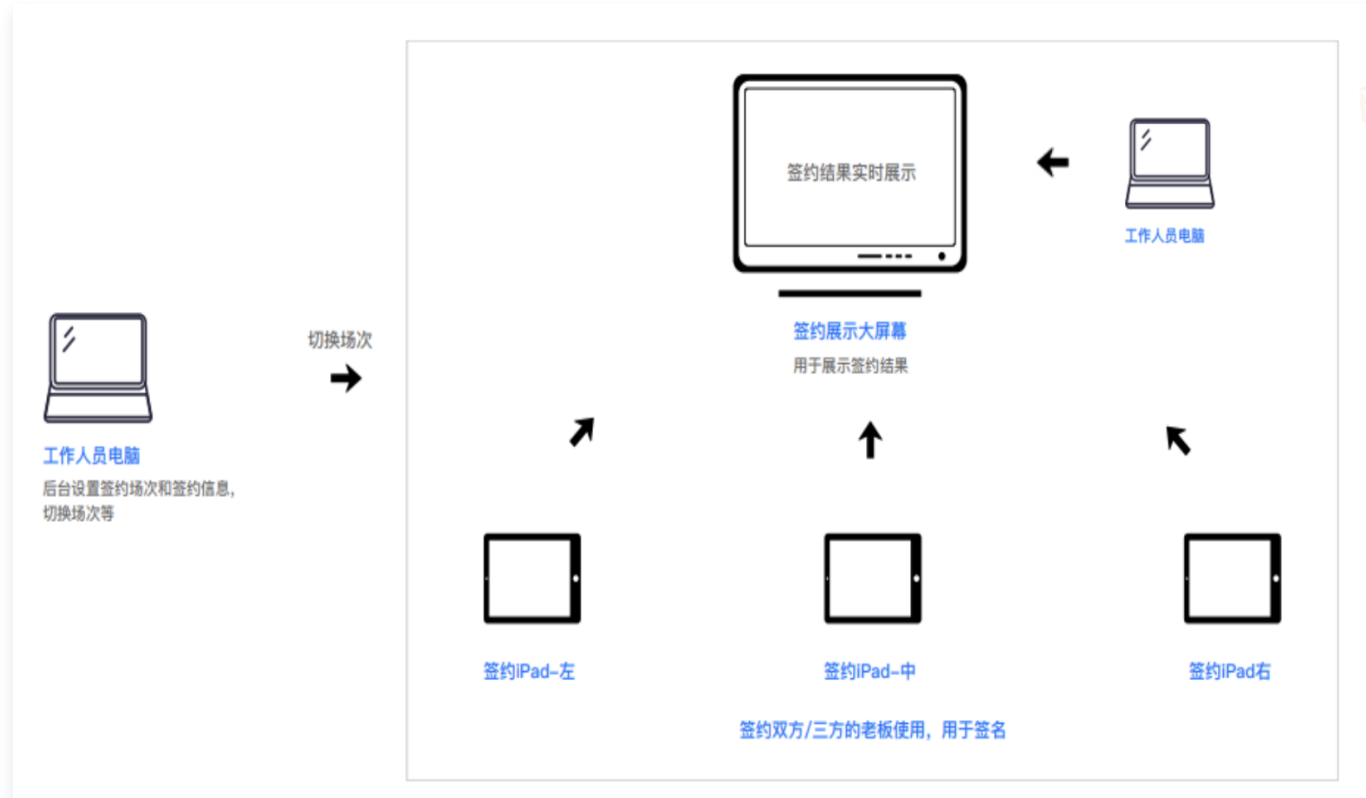 签约结果实时展示
工作人员电脑
签约展示大屏幕
用于展示签约结果
切换场次
工作人员电脑
后台设置签约场次和签约信息，
切换场次等
签约iPad-左
签约iPad-中
签约iPad右
签约双方/三方的老板使用，用于签名